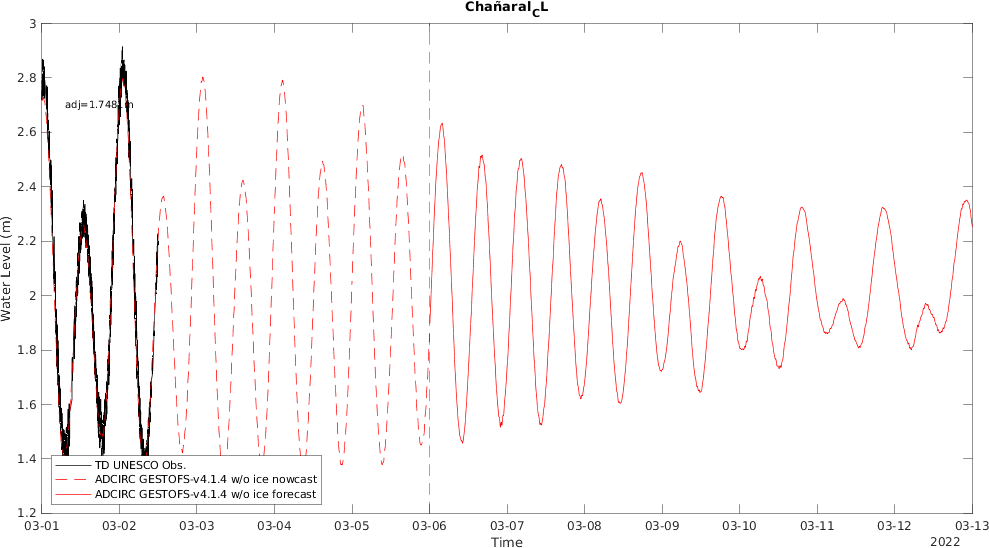 Chañaral_CL
adj=1.7481m
Water Level (m)
3
2.8
2.6
2.4
2.2
2
1.8
1.6
1.4
1.2
TD UNESCO Obs.
ADCIRC GESTOFS-v4.1.4 w/o ice nowcast
ADCIRC GESTOFS-v4.1.4 w/o ice forecast
03-01 03-02 03-03 03-04 03-05 03-06 03-07 03-08 03-09 03-10 03-11 03-12 03-13
Time
2022